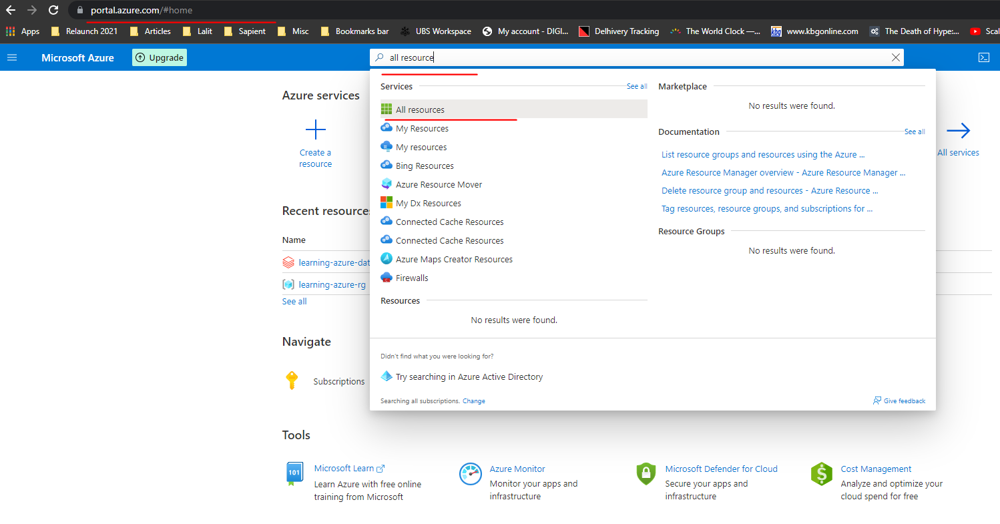 portal.azure.com/#home
Apps
Relaunch 2021
Articles
Lalit
Sapient
Misc
Bookmarks bar
UBS Workspace
My account - DIGI...
Delhivery Tracking
The World Clock —...
kbg
www.kbgonline.com
The Death of Hype:...
Scal
Microsoft Azure
Upgrade
all resource
Azure services
Create a
resource
All services
Recent resources
Name
learning-azure-dat
learning-azure-rg
See all
Navigate
Subscriptions
Services
See all
All resources
My Resources
My resources
Bing Resources
Azure Resource Mover
My Dx Resources
Connected Cache Resources
Connected Cache Resources
Azure Maps Creator Resources
Firewalls
Resources
No results were found.
Marketplace
No results were found.
Documentation
See all
List resource groups and resources using the Azure ...
Azure Resource Manager overview - Azure Resource Manager ...
Delete resource group and resources - Azure Resource ...
Tag resources, resource groups, and subscriptions for ...
Resource Groups
No results were found.
Didn't find what you were looking for?
Try searching in Azure Active Directory
Searching all subscriptions. Change
Give feedback
Tools
101
Microsoft Learn
Learn Azure with free online
training from Microsoft
Azure Monitor
Monitor your apps and
infrastructure
Microsoft Defender for Cloud
Secure your apps and
infrastructure
$
Cost Management
Analyze and optimize your
cloud spend for free